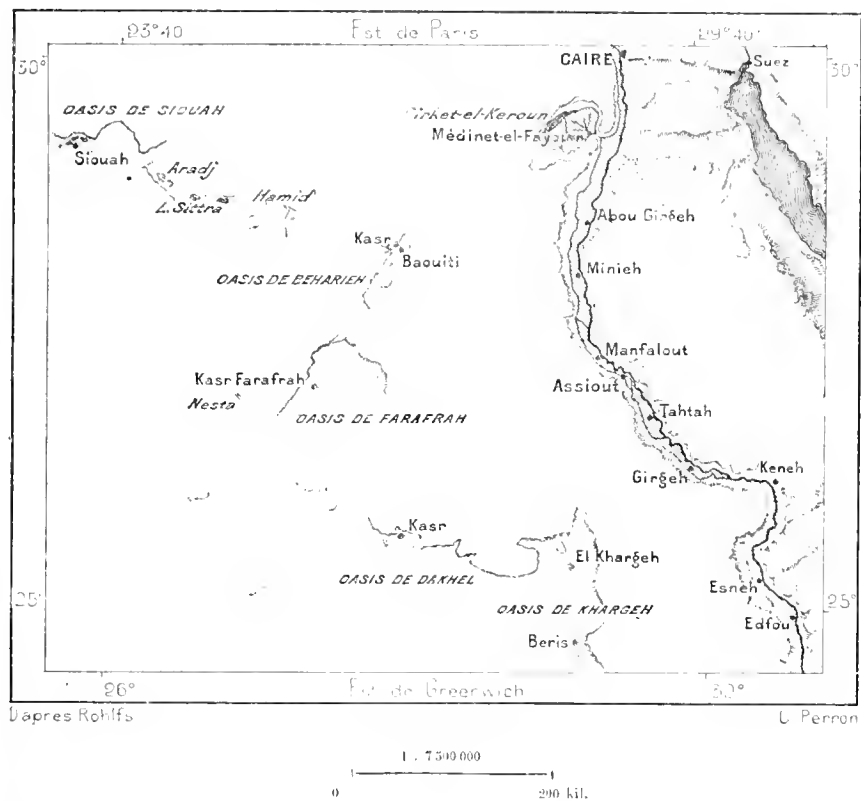 23°40 Est de Paris 29°40'
30° CAIRE Suez 30°
OASIS DE SIOUAH
Birket-el-Keroun
Médinet-el-Fayoum
Siouah
Aradj
L. Sittra
Hamid
Abou Girgeh
Kasr
Baouiti
OASIS DE BEHARIEH
Minieh
Manfalout
Kasr Farafrah
Assiout
Nesta
OASIS DE FARAFRAH
Tahtah
Girgeh
Keneh
Kasr
El Khargeh
OASIS DE DAKHEL
Esneh
25° OASIS DE KHARGEH 25°
Edfou
Beris
26° Est de Greenwich 30°
D'après Rohlfs C. Perron
1 : 7 500 000
0 200 kil.